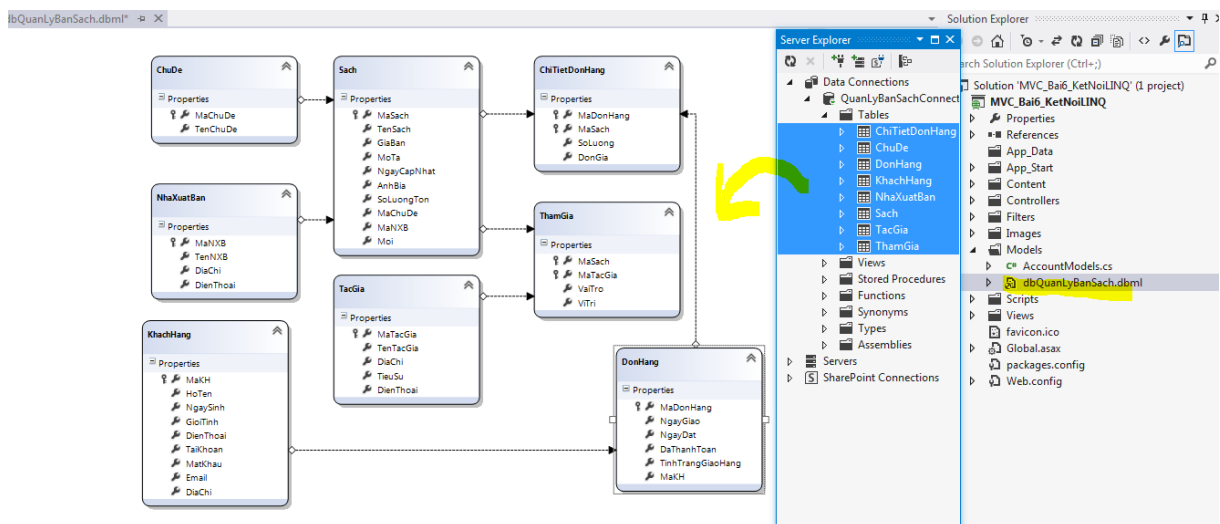 dbQuanLyBanSach.dbml*
ChuDe
Properties
MaChuDe
TenChuDe
NhaXuatBan
Properties
MaNXB
TenNXB
DiaChi
DienThoai
KhachHang
Properties
MaKH
HoTen
NgaySinh
GioiTinh
DienThoai
TaiKhoan
MatKhau
Email
DiaChi
Sach
Properties
MaSach
TenSach
GiaBan
MoTa
NgayCapNhat
AnhBia
SoLuongTon
MaChuDe
MaNXB
Moi
TacGia
Properties
MaTacGia
TenTacGia
DiaChi
TieuSu
DienThoai
ChiTietDonHang
Properties
MaDonHang
MaSach
SoLuong
DonGia
ThamGia
Properties
MaSach
MaTacGia
VaiTro
ViTri
DonHang
Properties
MaDonHang
NgayGiao
NgayDat
DaThanhToan
TinhTrangGiaoHang
MaKH
Server Explorer
Data Connections
QuanLyBanSachConnect
Tables
ChiTietDonHang
ChuDe
DonHang
KhachHang
NhaXuatBan
Sach
TacGia
ThamGia
Views
Stored Procedures
Functions
Synonyms
Types
Assemblies
Servers
SharePoint Connections
Solution Explorer
arch Solution Explorer (Ctrl+;)
Solution 'MVC_Bai6_KetNoiLINQ' (1 project)
MVC_Bai6_KetNoiLINQ
Properties
References
App_Data
App_Start
Content
Controllers
Filters
Images
Models
C# AccountModels.cs
dbQuanLyBanSach.dbml
Scripts
Views
favicon.ico
Global.asax
packages.config
Web.config